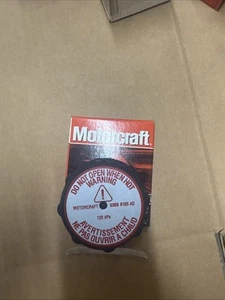 Motorcraft
DO NOT OPEN WHEN HOT
WARNING
MOTORCRAFT
120 kPa
AVERTISSEMENT
NE PAS OUVRIR A CHAUD